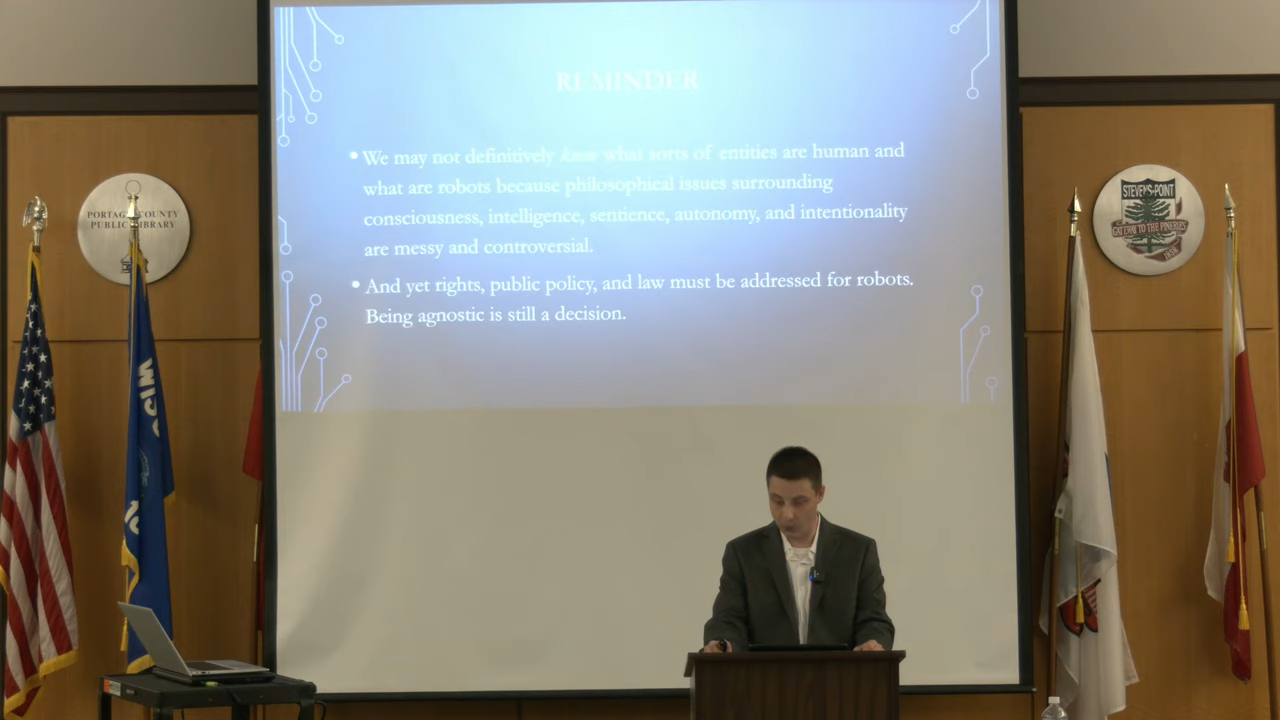 REMINDER
• We may not definitively know what sorts of entities are human and
what are robots because philosophical issues surrounding
consciousness, intelligence, sentience, autonomy, and intentionality
are messy and controversial.
• And yet rights, public policy, and law must be addressed for robots.
Being agnostic is still a decision.
PORTAGE COUNTY
PUBLIC LIBRARY
STEVENS POINT
GATEWAY TO THE PINERIES
WISC